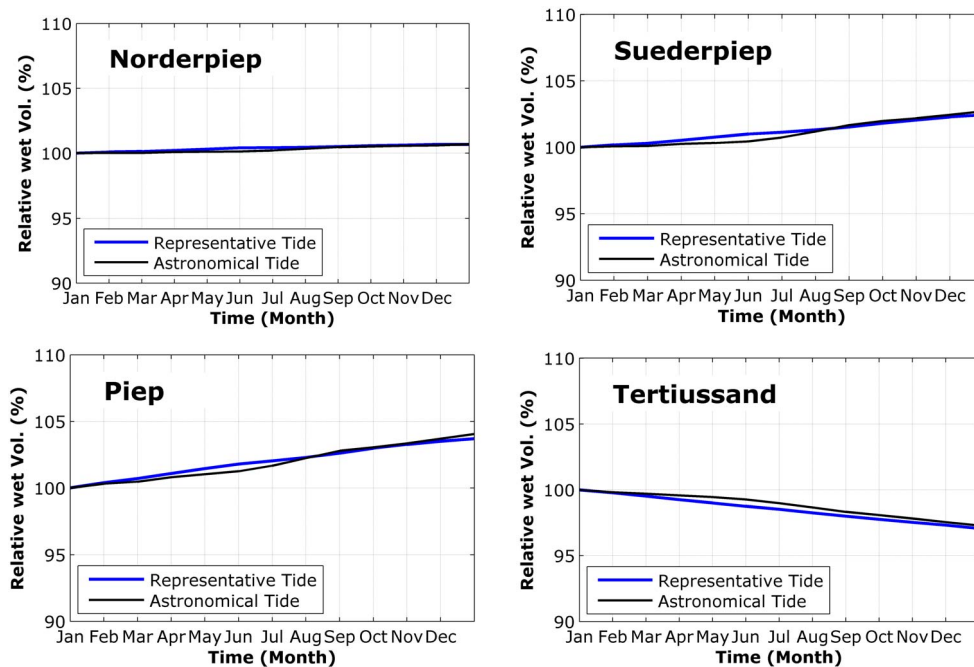 Norderpiep
Relative wet Vol. (%)
110
105
100
95
90
Representative Tide
Astronomical Tide
Jan Feb Mar Apr May Jun Jul Aug Sep Oct Nov Dec
Time (Month)
Suederpiep
Relative wet Vol. (%)
110
105
100
95
90
Representative Tide
Astronomical Tide
Jan Feb Mar Apr May Jun Jul Aug Sep Oct Nov Dec
Time (Month)
Piep
Relative wet Vol. (%)
110
105
100
95
90
Representative Tide
Astronomical Tide
Jan Feb Mar Apr May Jun Jul Aug Sep Oct Nov Dec
Time (Month)
Tertiussand
Relative wet Vol. (%)
110
105
100
95
90
Representative Tide
Astronomical Tide
Jan Feb Mar Apr May Jun Jul Aug Sep Oct Nov Dec
Time (Month)